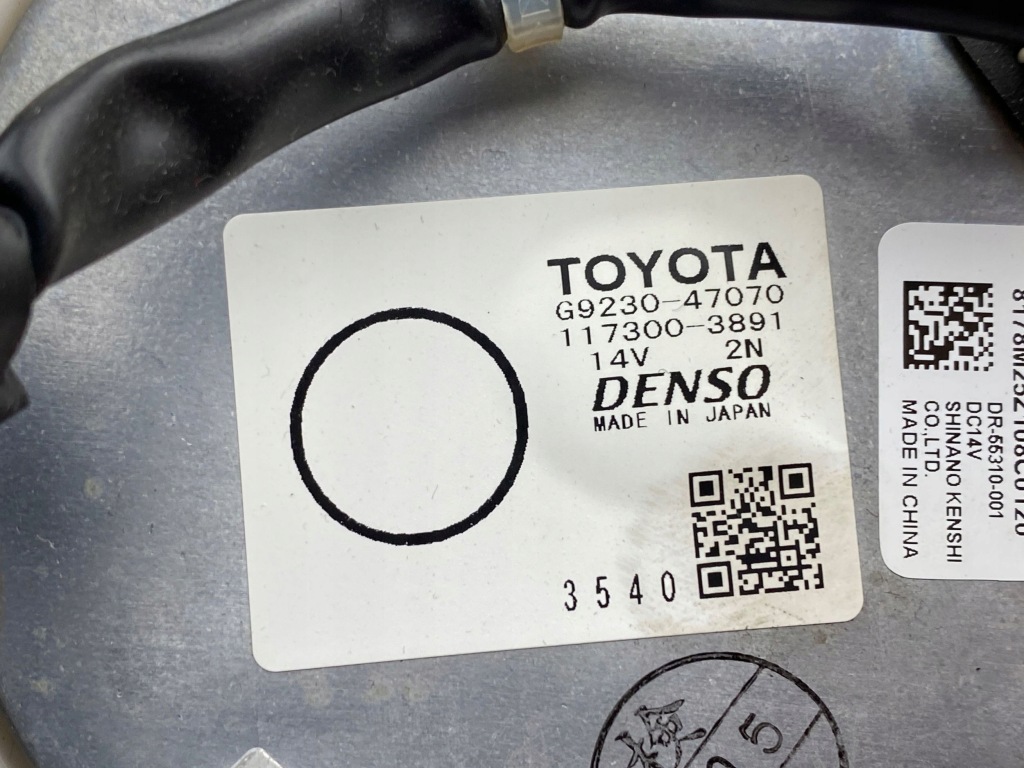 TOYOTA
G9230-47070
117300-3891
14V 2N
DENSO
MADE IN JAPAN
3540
DR-55310-001
DC14V
SHINANO KENSHI
CO.,LTD.
MADE IN CHINA